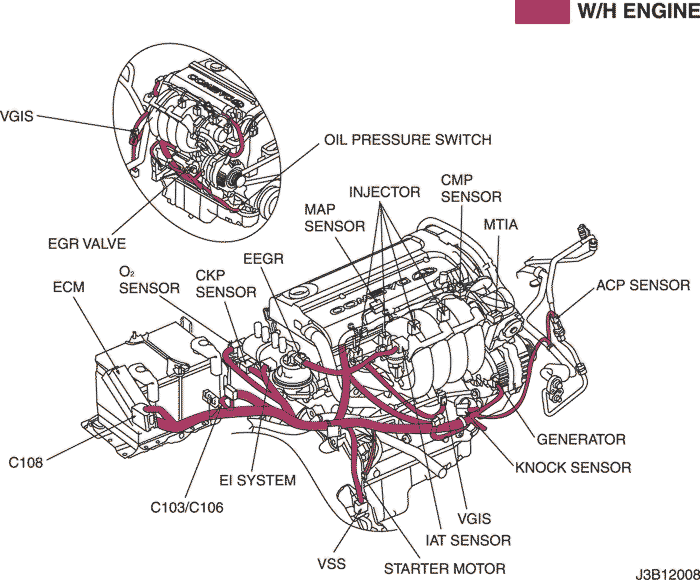 W/H ENGINE
VGIS
OIL PRESSURE SWITCH
EGR VALVE
INJECTOR
CMP
SENSOR
MAP
SENSOR
MTIA
EEGR
O₂
SENSOR
CKP
SENSOR
ECM
ACP SENSOR
GENERATOR
KNOCK SENSOR
C108
EI SYSTEM
C103/C106
VGIS
IAT SENSOR
VSS
STARTER MOTOR
J3B12008